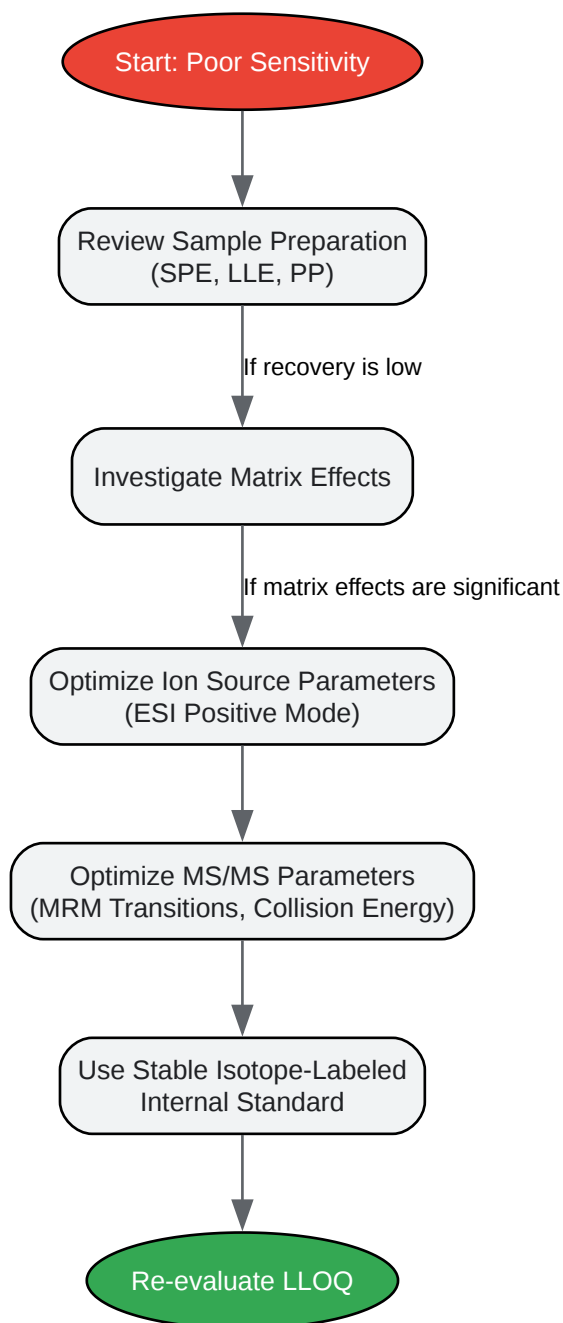 Start: Poor Sensitivity
Review Sample Preparation
(SPE, LLE, PP)
If recovery is low
Investigate Matrix Effects
If matrix effects are significant
Optimize Ion Source Parameters
(ESI Positive Mode)
Optimize MS/MS Parameters
(MRM Transitions, Collision Energy)
Use Stable Isotope-Labeled
Internal Standard
Re-evaluate LLOQ